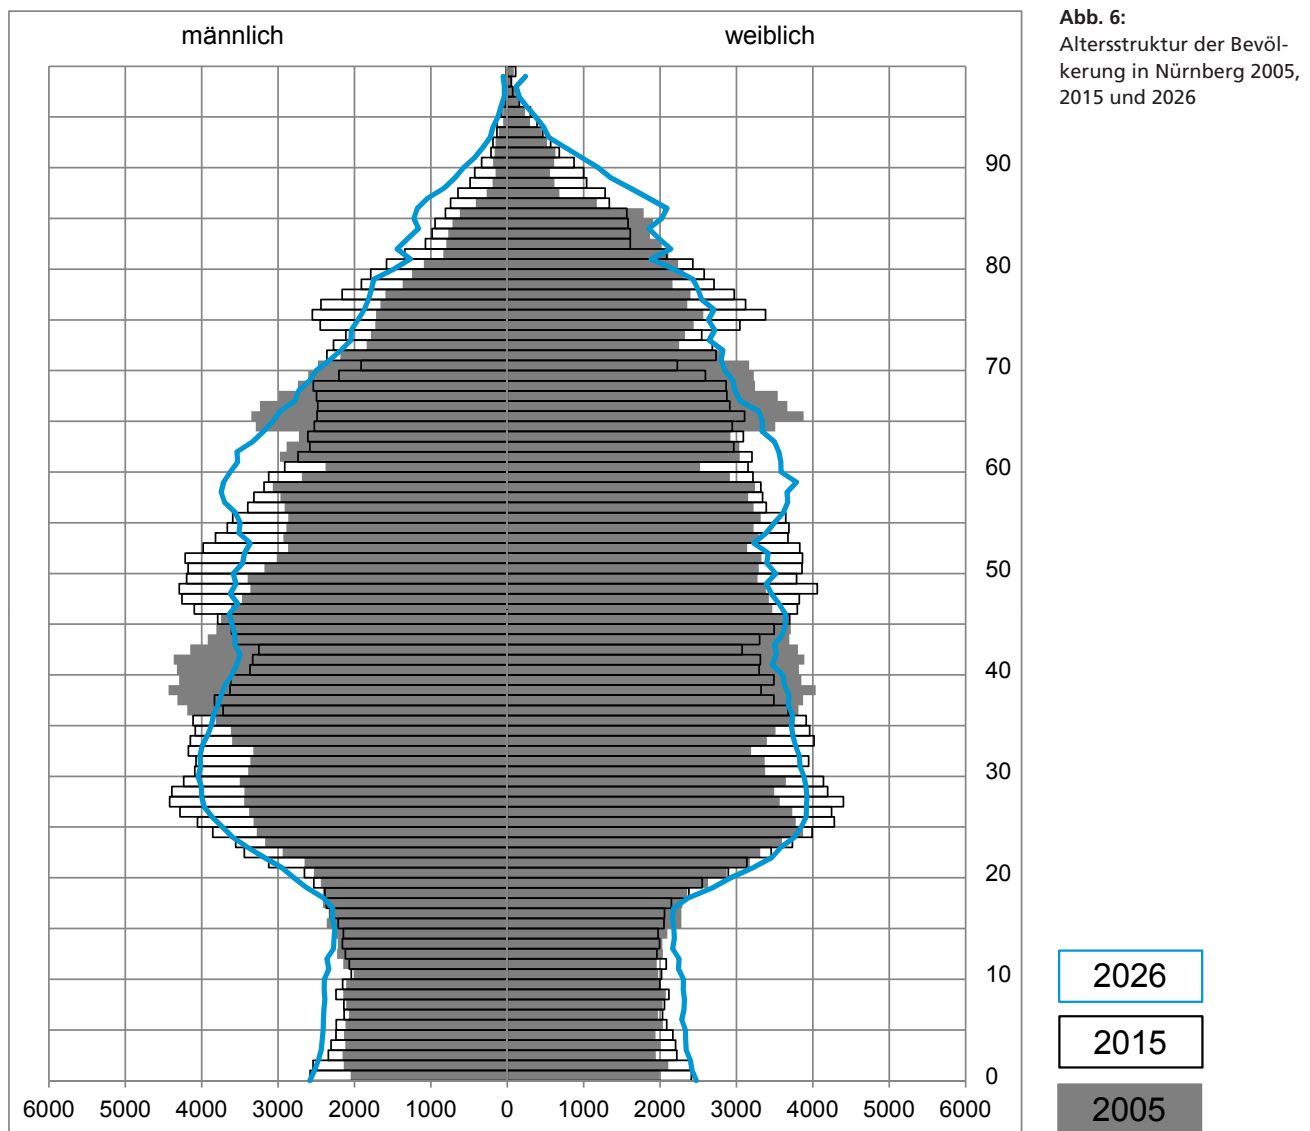 männlich weiblich
Abb. 6:
Altersstruktur der Bevöl-
kerung in Nürnberg 2005,
2015 und 2026
90
80
70
60
50
40
30
20
10
0
6000 5000 4000 3000 2000 1000 0 1000 2000 3000 4000 5000 6000
2026
2015
2005